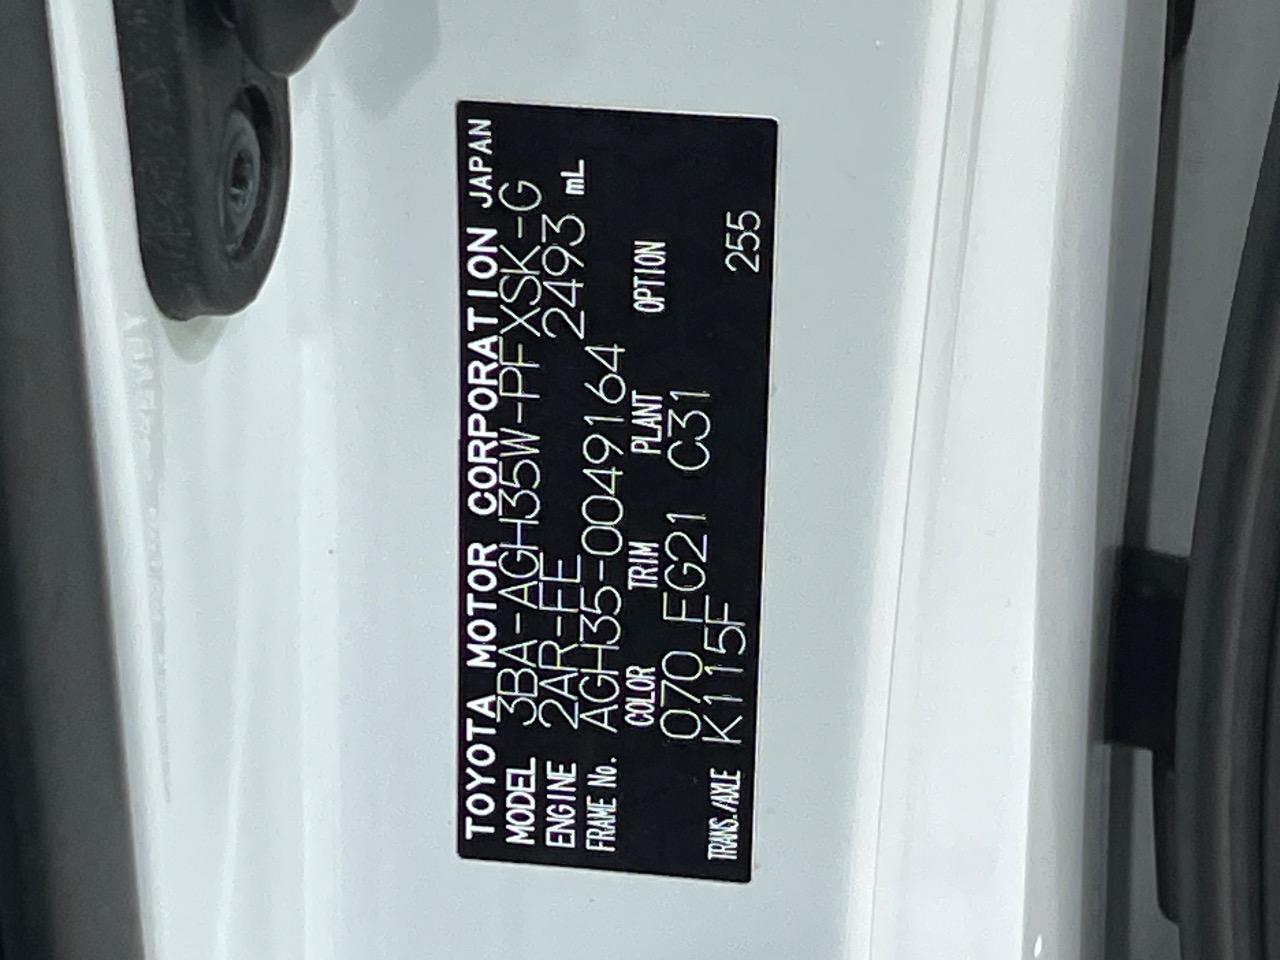 TOYOTA MOTOR CORPORATION JAPAN
MODEL 3BA-AGH35W-PFXSK-G
ENGINE 2AR-FE 2493 mL
FRAME No. AGH35-0049164
COLOR TRIM PLANT OPTION
070 FG21 C31
TRANS./AXLE K115F 255